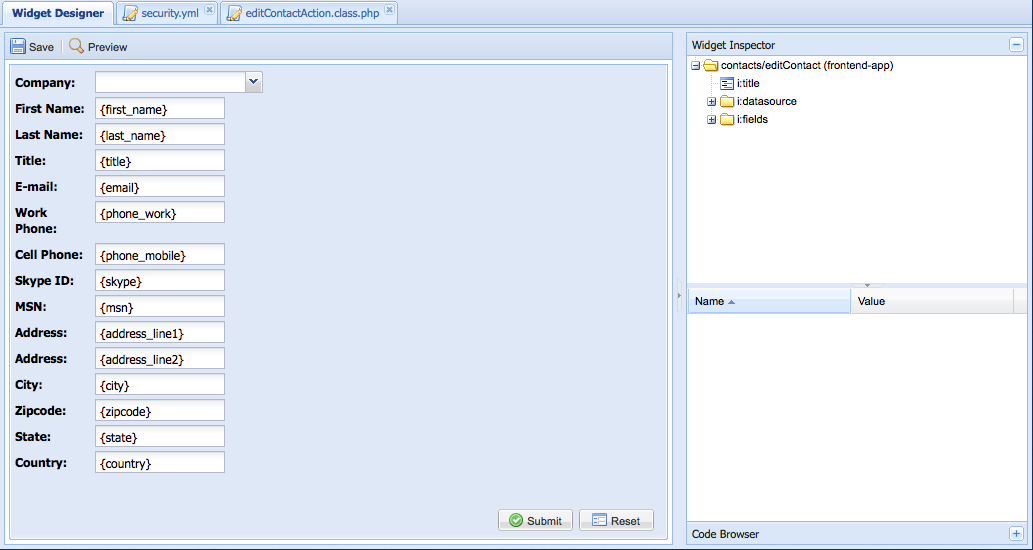 Widget Designer
security.yml
editContactAction.class.php
Save
Preview
Company:
First Name:
{first_name}
Last Name:
{last_name}
Title:
{title}
E-mail:
{email}
Work
Phone:
{phone_work}
Cell Phone:
{phone_mobile}
Skype ID:
{skype}
MSN:
{msn}
Address:
{address_line1}
Address:
{address_line2}
City:
{city}
Zipcode:
{zipcode}
State:
{state}
Country:
{country}
Submit
Reset
Widget Inspector
contacts/editContact (frontend-app)
i:title
i:datasource
i:fields
Name
Value
Code Browser